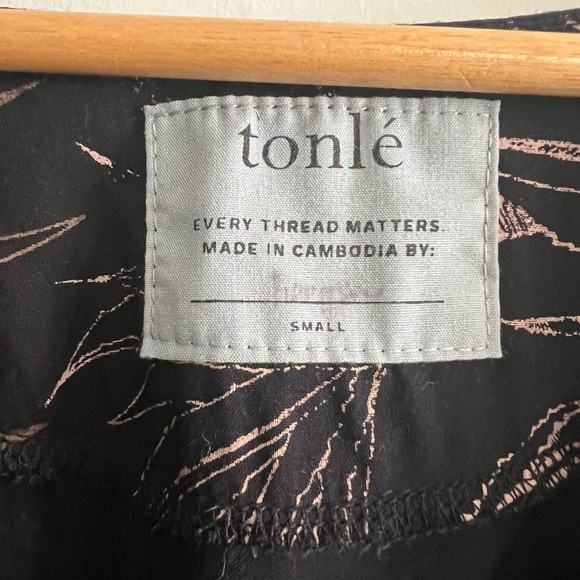 tonlé
EVERY THREAD MATTERS.
MADE IN CAMBODIA BY:
SMALL